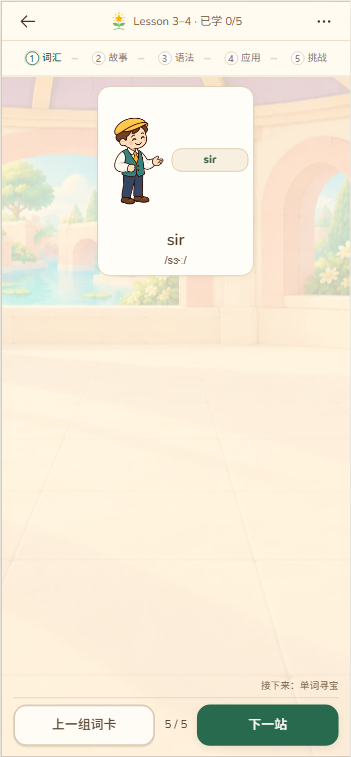 Lesson 3–4 · 已学 0/5
1 词汇 – 2 故事 – 3 语法 – 4 应用 – 5 挑战
sir
sir
/sɝː/
接下来：单词寻宝
上一组词卡 5 / 5 下一站